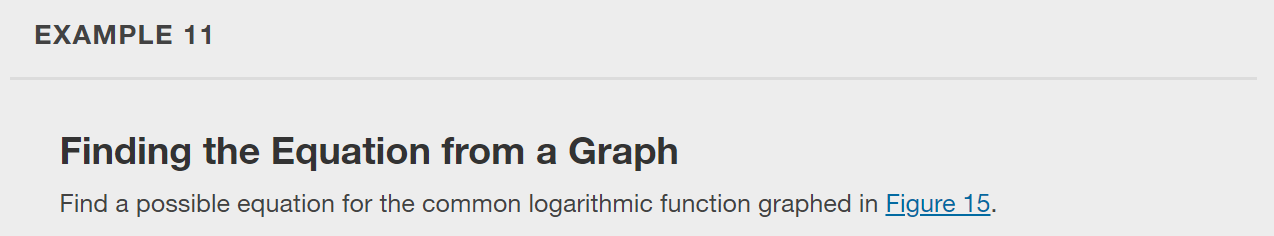 EXAMPLE 11
Finding the Equation from a Graph
Find a possible equation for the common logarithmic function graphed in Figure 15.